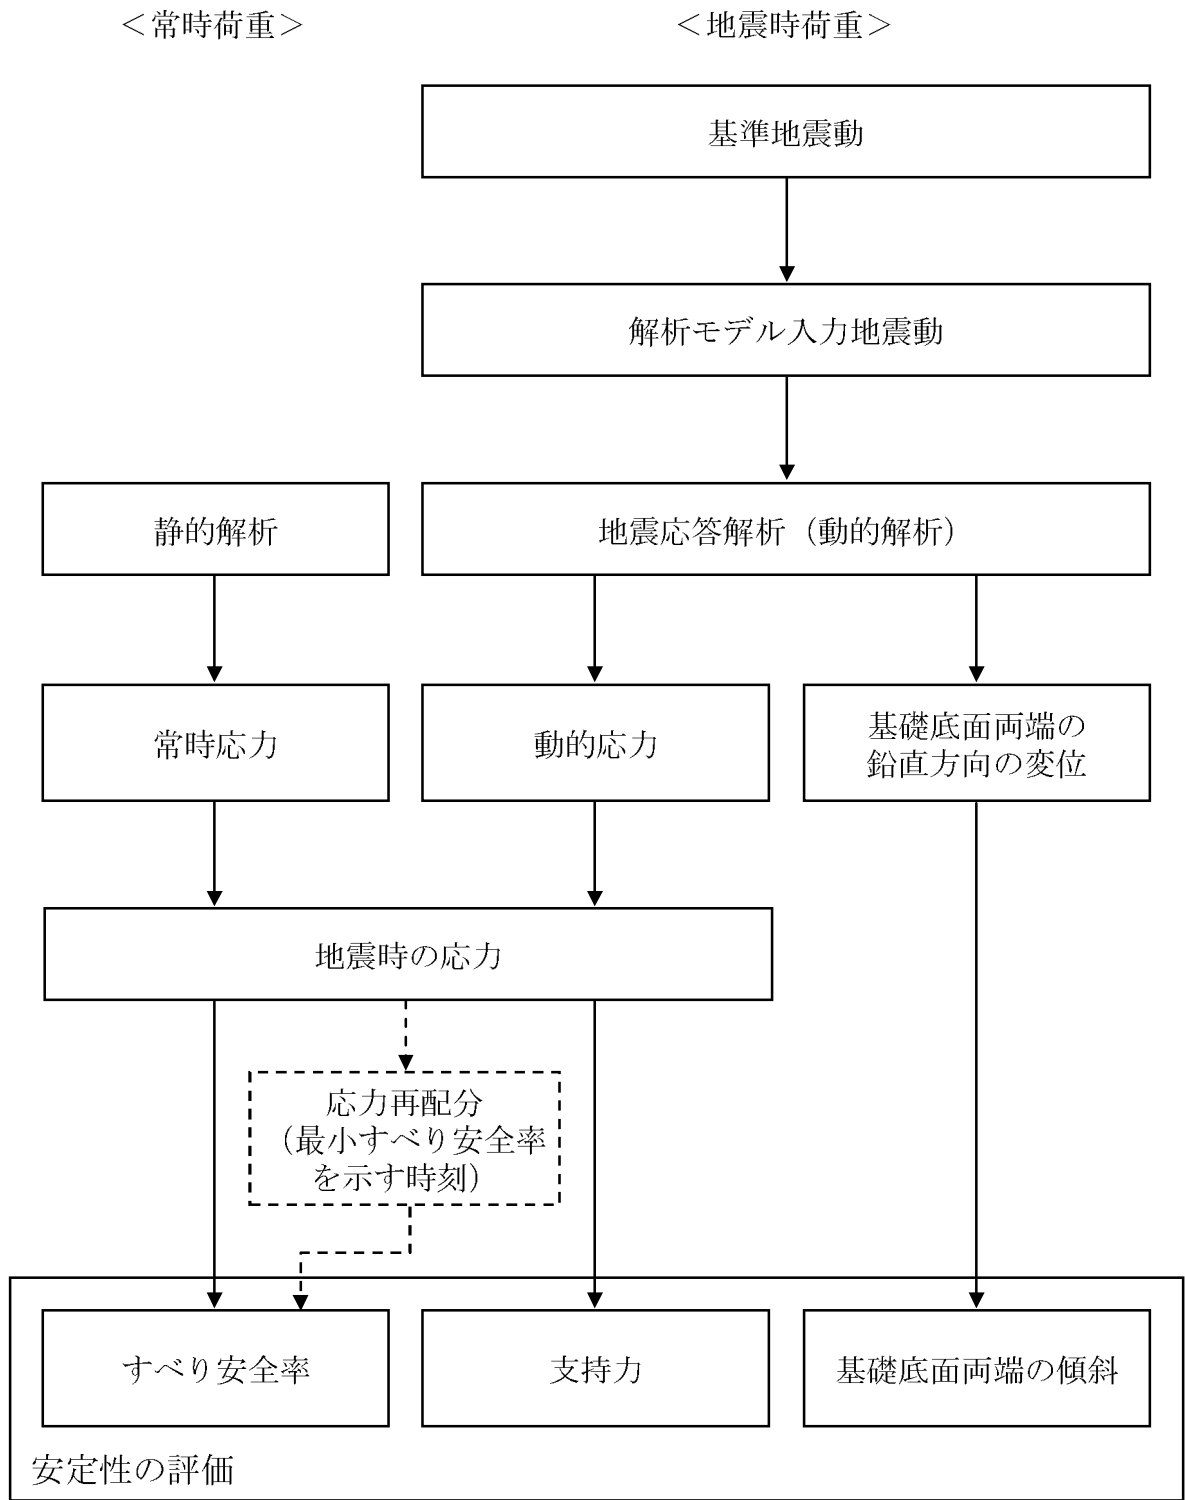 ＜常時荷重＞
＜地震時荷重＞
基準地震動
解析モデル入力地震動
静的解析
地震応答解析（動的解析）
常時応力
動的応力
基礎底面両端の
鉛直方向の変位
地震時の応力
応力再配分
（最小すべり安全率
を示す時刻）
すべり安全率
支持力
基礎底面両端の傾斜
安定性の評価